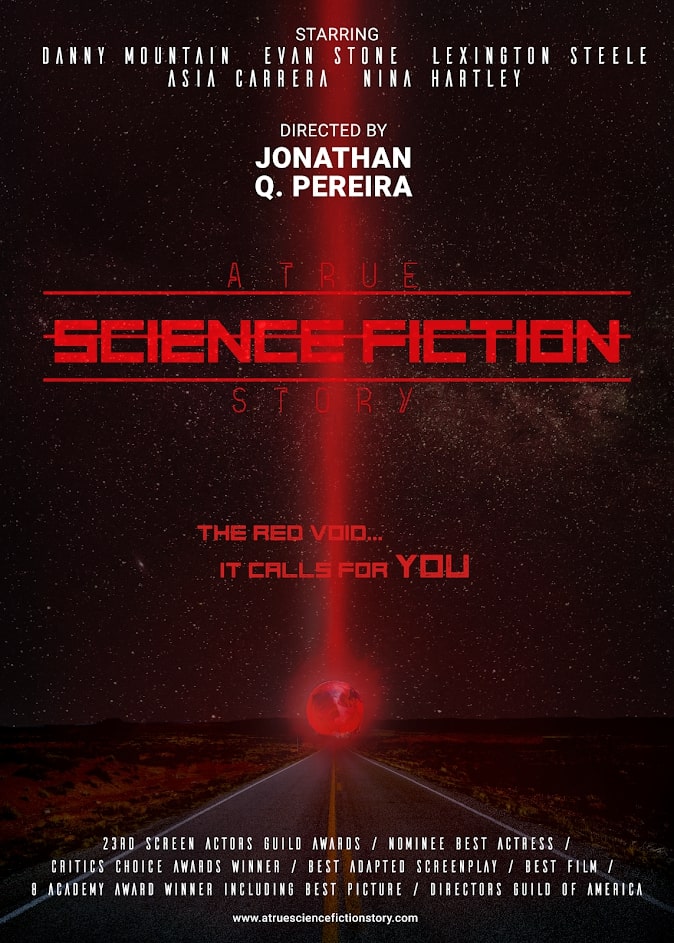 STARRING
DANNY MOUNTAIN EVAN STONE LEXINGTON STEELE
ASIA CARRERA NINA HARTLEY
DIRECTED BY
JONATHAN
Q. PEREIRA
A TRUE
SCIENCE FICTION
STORY
THE RED VOID...
IT CALLS FOR YOU
23RD SCREEN ACTORS GUILD AWARDS / NOMINEE BEST ACTRESS /
CRITICS CHOICE AWARDS WINNER / BEST ADAPTED SCREENPLAY / BEST FILM /
8 ACADEMY AWARD WINNER INCLUDING BEST PICTURE / DIRECTORS GUILD OF AMERICA
www.atruesciencefictionstory.com